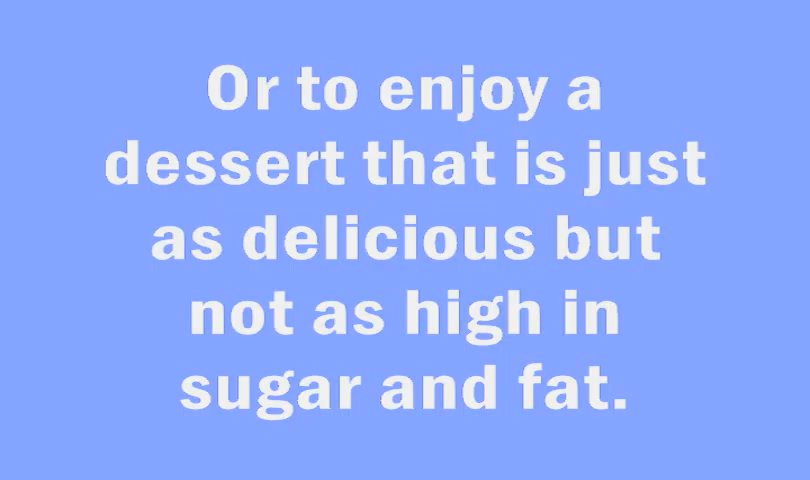 Or to enjoy a
dessert that is just
as delicious but
not as high in
sugar and fat.